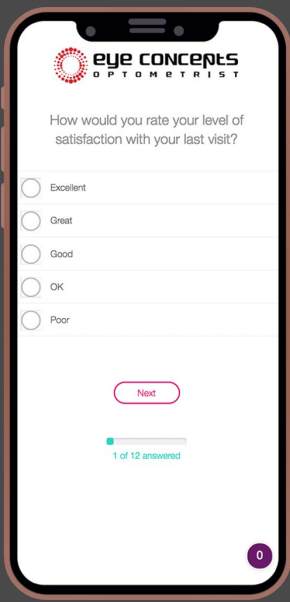 eye concepts
OPTOMETRIST
How would you rate your level of
satisfaction with your last visit?
Excellent
Great
Good
OK
Poor
Next
1 of 12 answered
0